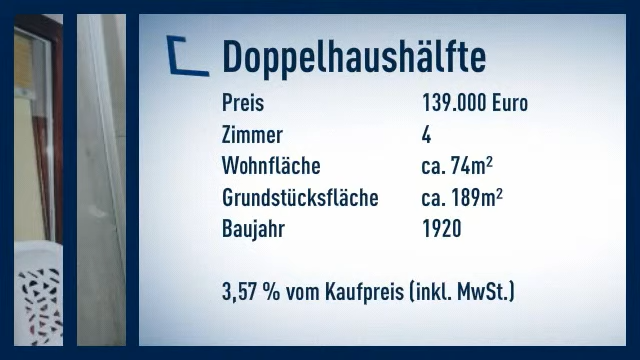 Doppelhaushälfte
Preis 139.000 Euro
Zimmer 4
Wohnfläche ca. 74m²
Grundstücksfläche ca. 189m²
Baujahr 1920
3,57 % vom Kaufpreis (inkl. MwSt.)